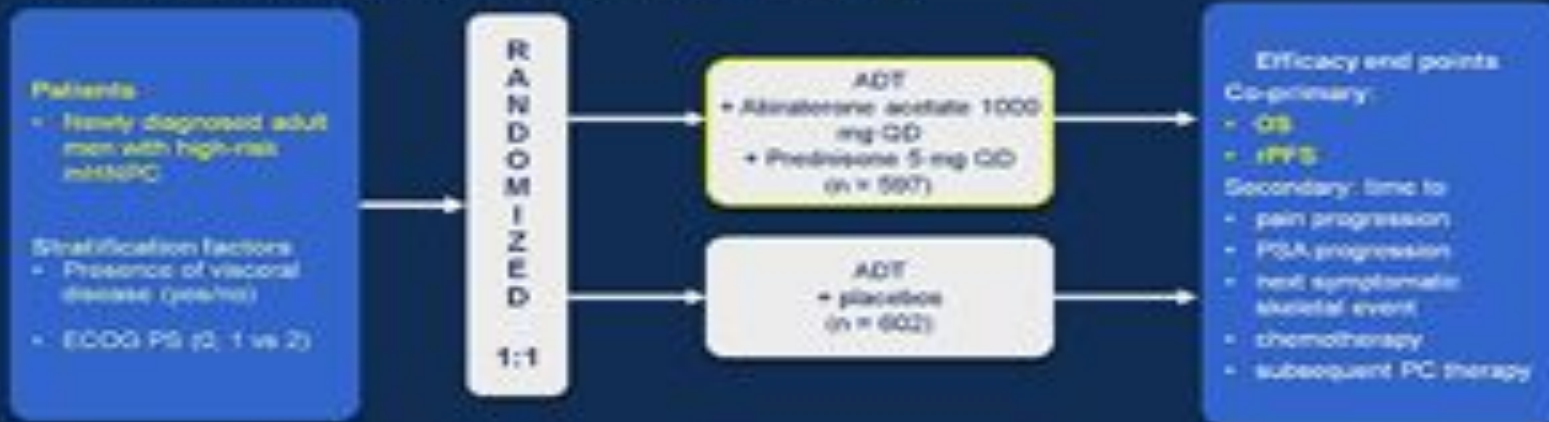 Patients
• Newly diagnosed adult
men with high-risk
mHNPC
Stratification factors
• Presence of visceral
disease (yes/no)
• ECOG PS (0, 1 vs 2)
RANDOMIZED
1:1
ADT
+ Abiraterone acetate 1000
mg QD
+ Prednisone 5 mg QD
(n = 597)
ADT
+ placebos
(n = 602)
Efficacy end points
Co-primary:
• OS
• rPFS
Secondary: time to
• pain progression
• PSA progression
• next symptomatic
skeletal event
• chemotherapy
• subsequent PC therapy